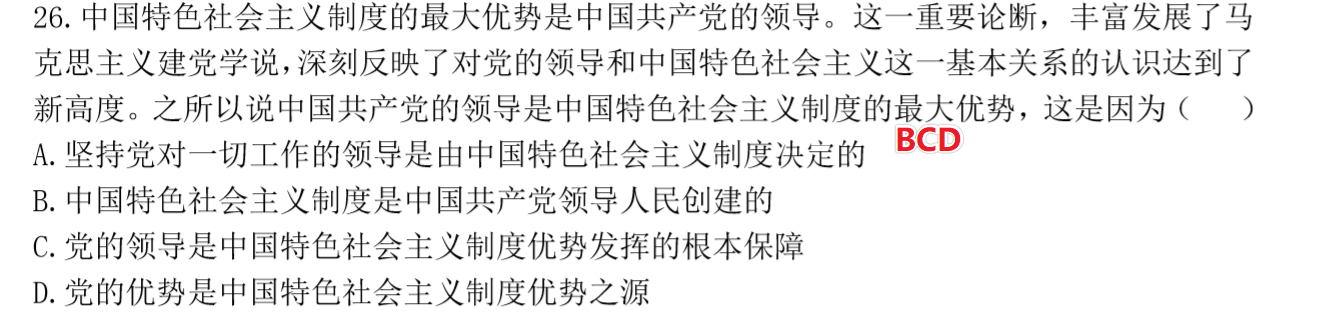 26.中国特色社会主义制度的最大优势是中国共产党的领导。这一重要论断，丰富发展了马
克思主义建党学说,深刻反映了对党的领导和中国特色社会主义这一基本关系的认识达到了
新高度。之所以说中国共产党的领导是中国特色社会主义制度的最大优势，这是因为（　　）
BCD
A.坚持党对一切工作的领导是由中国特色社会主义制度决定的
B.中国特色社会主义制度是中国共产党领导人民创建的
C.党的领导是中国特色社会主义制度优势发挥的根本保障
D.党的优势是中国特色社会主义制度优势之源